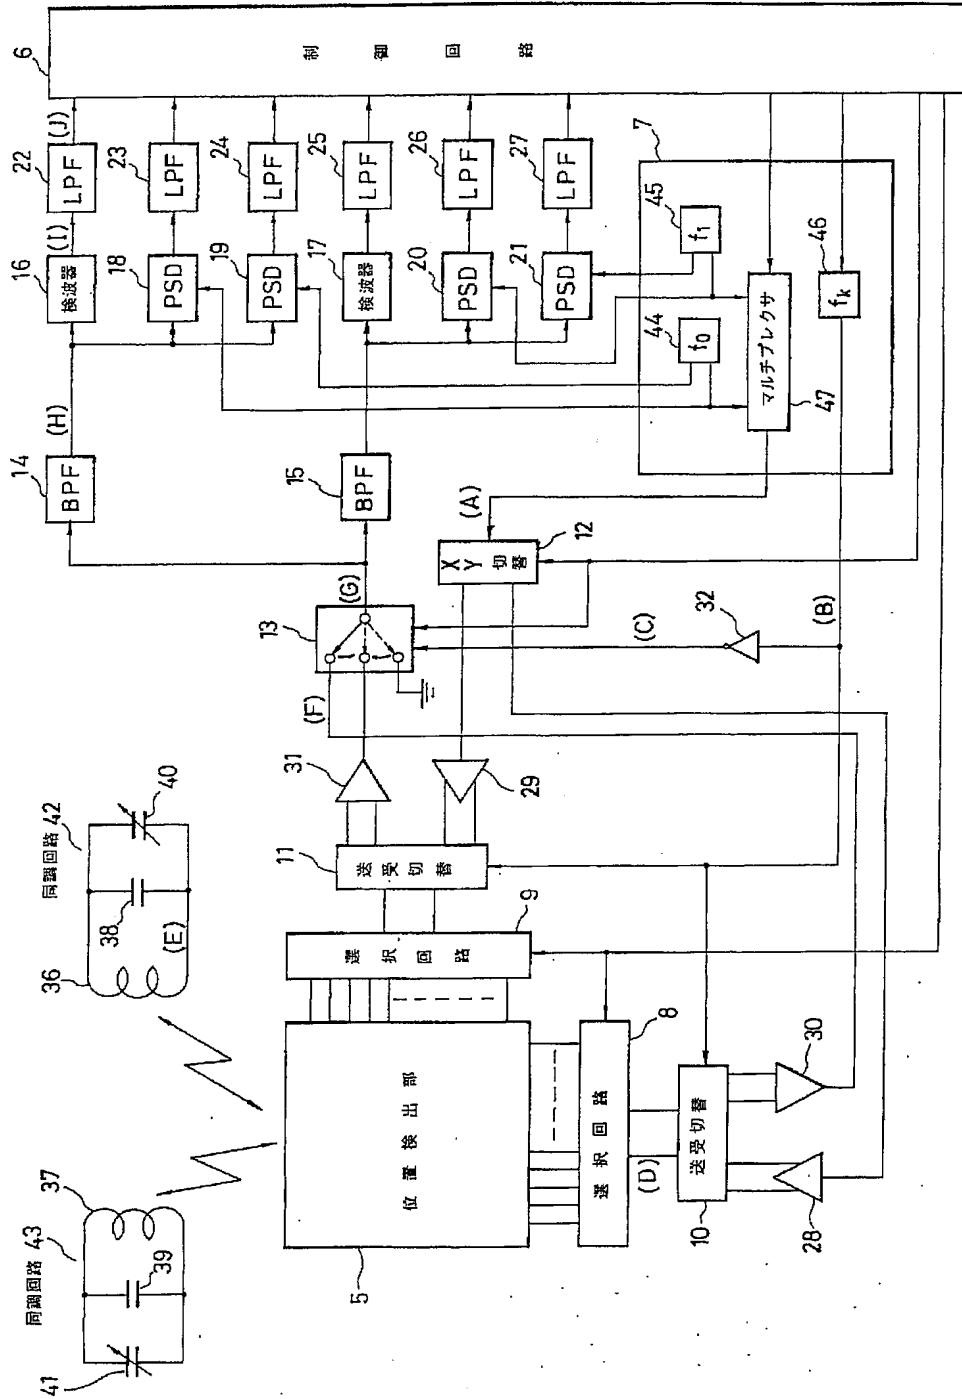 6
制御回路
(J)
22
LPF
23
LPF
24
LPF
25
LPF
26
LPF
27
LPF
(I)
16
検波器
18
PSD
19
PSD
17
検波器
20
PSD
21
PSD
7
45
f1
44
f0
46
fk
マルチプレクサ
47
(H)
14
BPF
15
BPF
(A)
(G)
13
XY切替
12
(F)
(C)
32
(B)
31
29
11
送受切替
9
選択回路
同調回路 42
40
38
(E)
36
同調回路 43
37
39
41
位置検出部
5
8
選択回路
(D)
送受切替
10
30
28